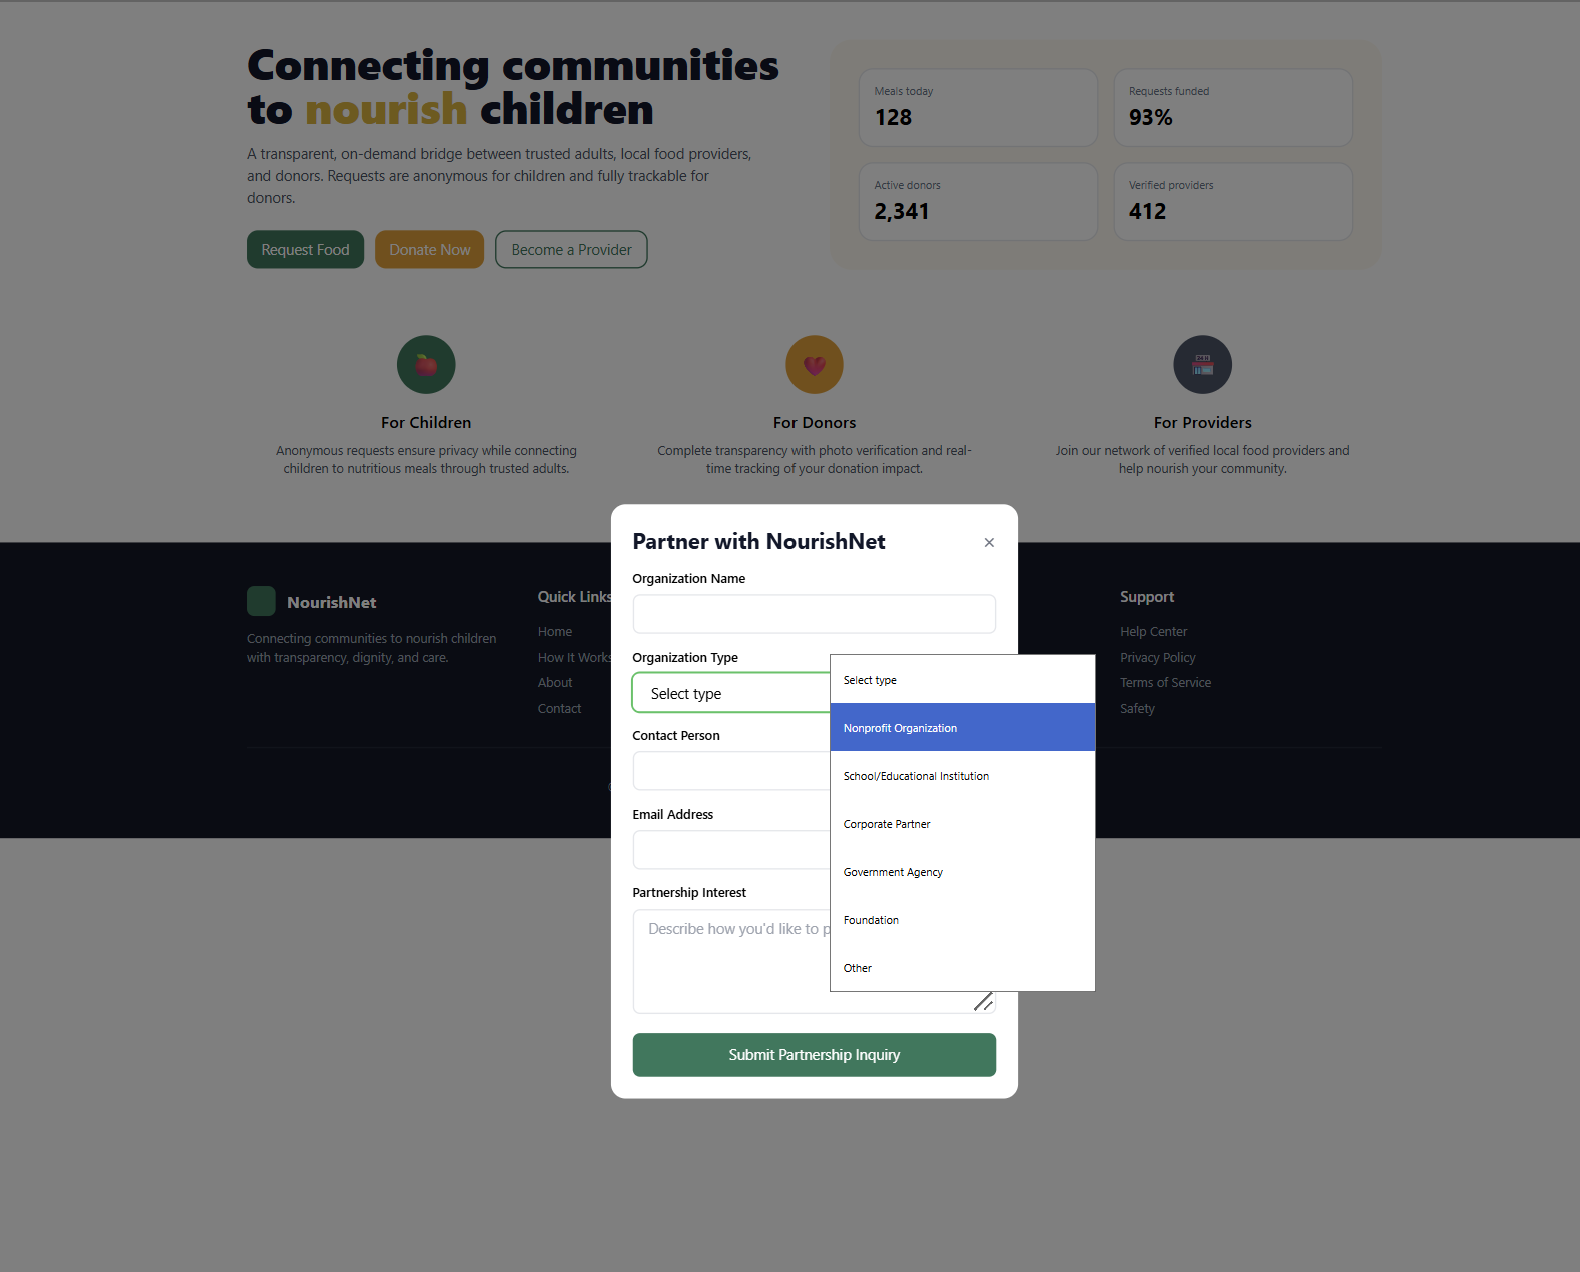 Connecting communities
to nourish children
A transparent, on-demand bridge between trusted adults, local food providers,
and donors. Requests are anonymous for children and fully trackable for
donors.
Request Food
Donate Now
Become a Provider
Meals today
128
Requests funded
93%
Active donors
2,341
Verified providers
412
For Children
Anonymous requests ensure privacy while connecting
children to nutritious meals through trusted adults.
For Donors
Complete transparency with photo verification and real-
time tracking of your donation impact.
For Providers
Join our network of verified local food providers and
help nourish your community.
Partner with NourishNet
×
Organization Name
Organization Type
Select type
Select type
Nonprofit Organization
School/Educational Institution
Corporate Partner
Government Agency
Foundation
Other
Contact Person
Email Address
Partnership Interest
Describe how you'd like to
Submit Partnership Inquiry
NourishNet
Connecting communities to nourish children
with transparency, dignity, and care.
Quick Links
Home
How It Works
About
Contact
Support
Help Center
Privacy Policy
Terms of Service
Safety